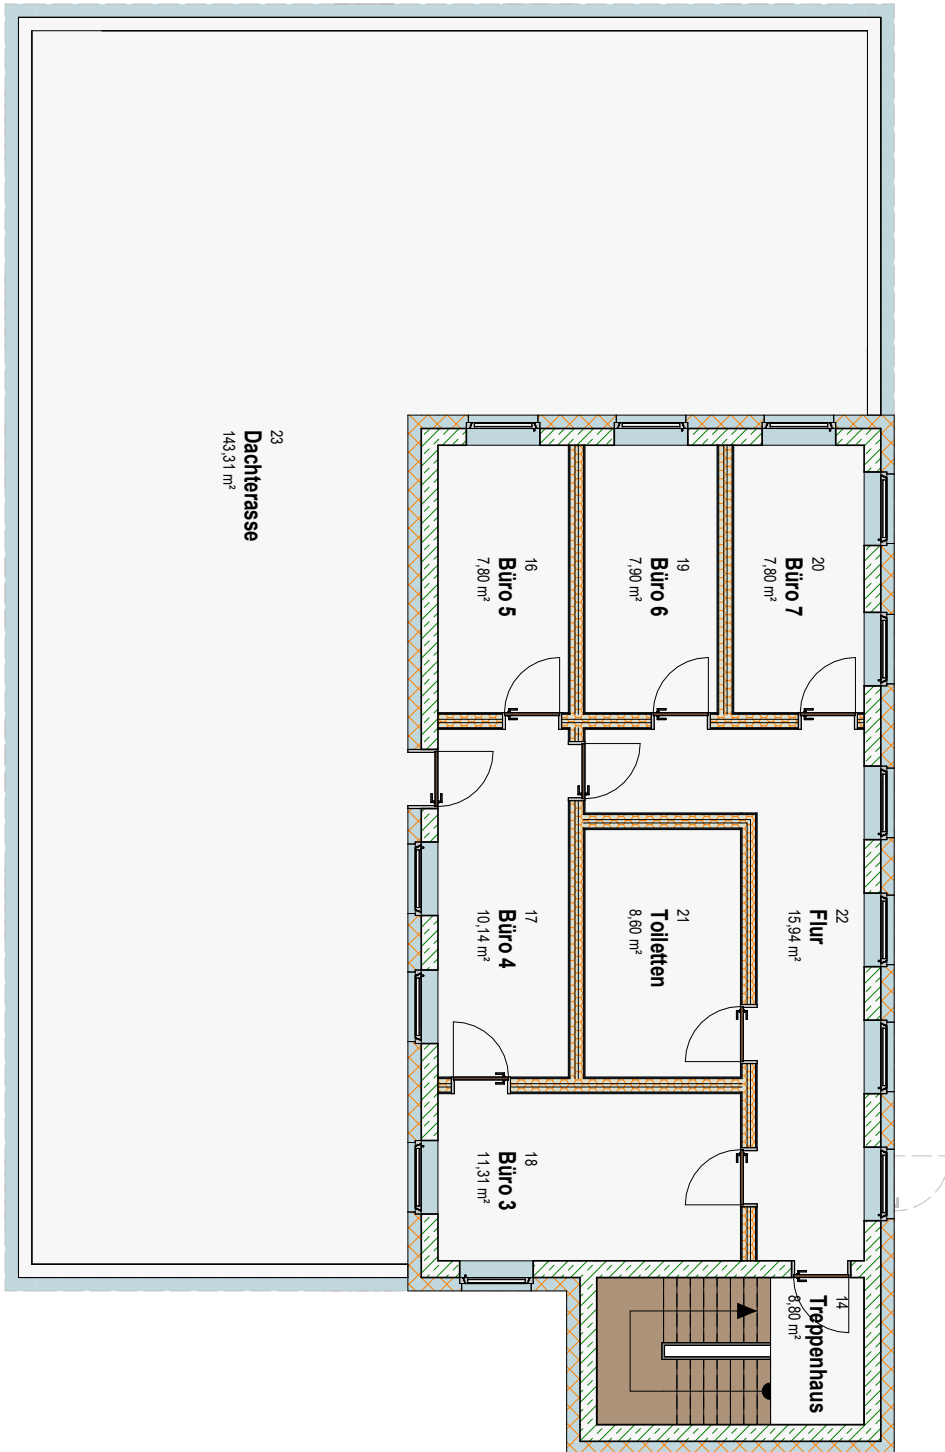 23
Dachterasse
143,31 m²
16
Büro 5
7,80 m²
19
Büro 6
7,90 m²
20
Büro 7
7,80 m²
17
Büro 4
10,14 m²
21
Toiletten
8,60 m²
22
Flur
15,94 m²
18
Büro 3
11,31 m²
14
Treppenhaus
8,80 m²